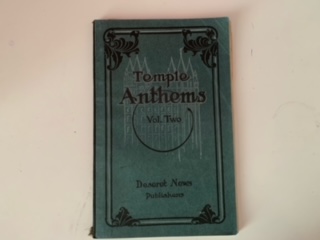 Temple
Anthems
Vol. Two
Deseret News
Publishers